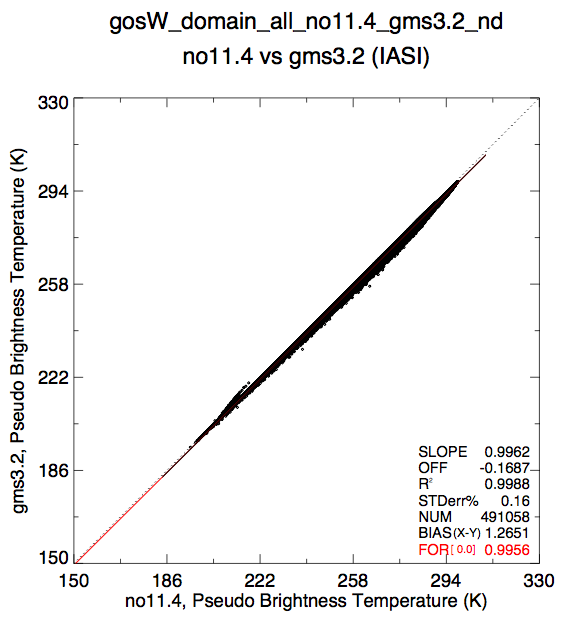 gosW_domain_all_no11.4_gms3.2_nd
no11.4 vs gms3.2 (IASI)
330
294
258
222
186
150
gms3.2, Pseudo Brightness Temperature (K)
SLOPE 0.9962
OFF -0.1687
R² 0.9988
STDerr% 0.16
NUM 491058
BIAS(X-Y) 1.2651
FOR[ 0.0] 0.9956
150 186 222 258 294 330
no11.4, Pseudo Brightness Temperature (K)